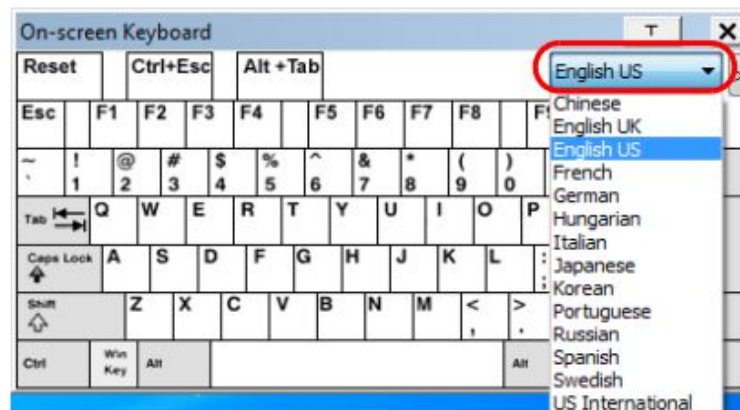 On-screen Keyboard
Reset Ctrl+Esc Alt +Tab English US
Esc F1 F2 F3 F4 F5 F6 F7 F8
~ ! @ # $ % ^ & * ( )
` 1 2 3 4 5 6 7 8 9 0
Tab Q W E R T Y U I O P
Caps Lock A S D F G H J K L :
;
Shift Z X C V B N M < >
, .
Ctrl Win Key Alt Alt
Chinese
English UK
English US
French
German
Hungarian
Italian
Japanese
Korean
Portuguese
Russian
Spanish
Swedish
US International